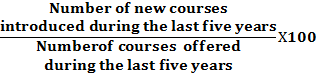 Number of new courses
introduced during the last five years
X100
Numberof courses offered
during the last five years